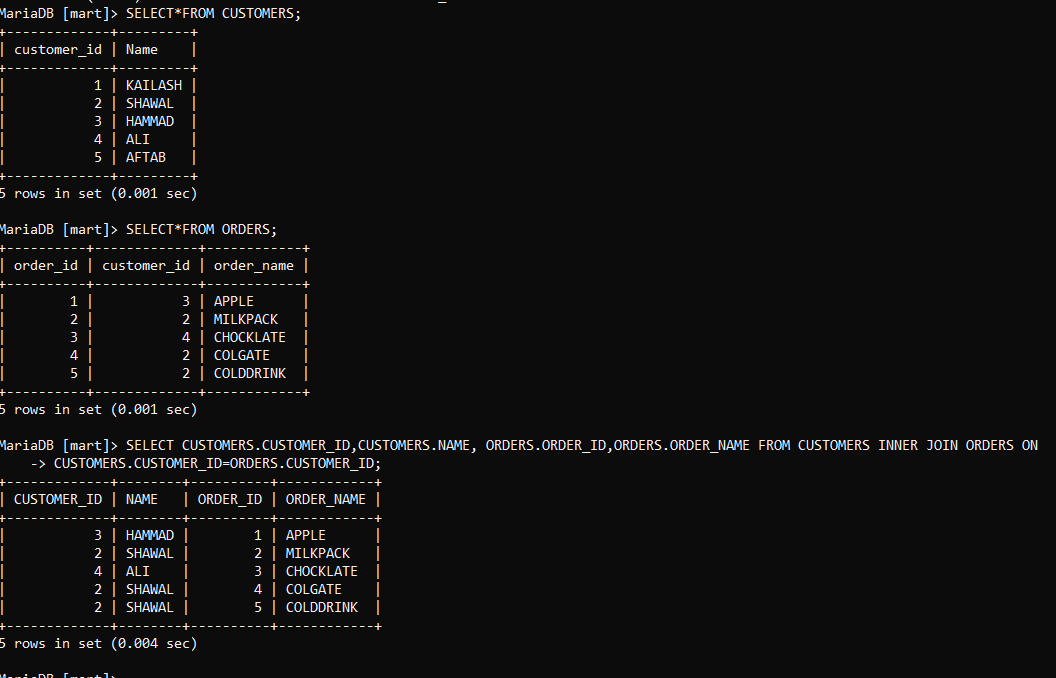 MariaDB [mart]> SELECT*FROM CUSTOMERS;
+-------------+---------+
| customer_id | Name    |
+-------------+---------+
|           1 | KAILASH |
|           2 | SHAWAL  |
|           3 | HAMMAD  |
|           4 | ALI     |
|           5 | AFTAB   |
+-------------+---------+
5 rows in set (0.001 sec)

MariaDB [mart]> SELECT*FROM ORDERS;
+----------+-------------+------------+
| order_id | customer_id | order_name |
+----------+-------------+------------+
|        1 |           3 | APPLE      |
|        2 |           2 | MILKPACK   |
|        3 |           4 | CHOCKLATE  |
|        4 |           2 | COLGATE    |
|        5 |           2 | COLDDRINK  |
+----------+-------------+------------+
5 rows in set (0.001 sec)

MariaDB [mart]> SELECT CUSTOMERS.CUSTOMER_ID,CUSTOMERS.NAME, ORDERS.ORDER_ID,ORDERS.ORDER_NAME FROM CUSTOMERS INNER JOIN ORDERS ON
    -> CUSTOMERS.CUSTOMER_ID=ORDERS.CUSTOMER_ID;
+-------------+--------+----------+------------+
| CUSTOMER_ID | NAME   | ORDER_ID | ORDER_NAME |
+-------------+--------+----------+------------+
|           3 | HAMMAD |        1 | APPLE      |
|           2 | SHAWAL |        2 | MILKPACK   |
|           4 | ALI    |        3 | CHOCKLATE  |
|           2 | SHAWAL |        4 | COLGATE    |
|           2 | SHAWAL |        5 | COLDDRINK  |
+-------------+--------+----------+------------+
5 rows in set (0.004 sec)

MariaDB [mart]>